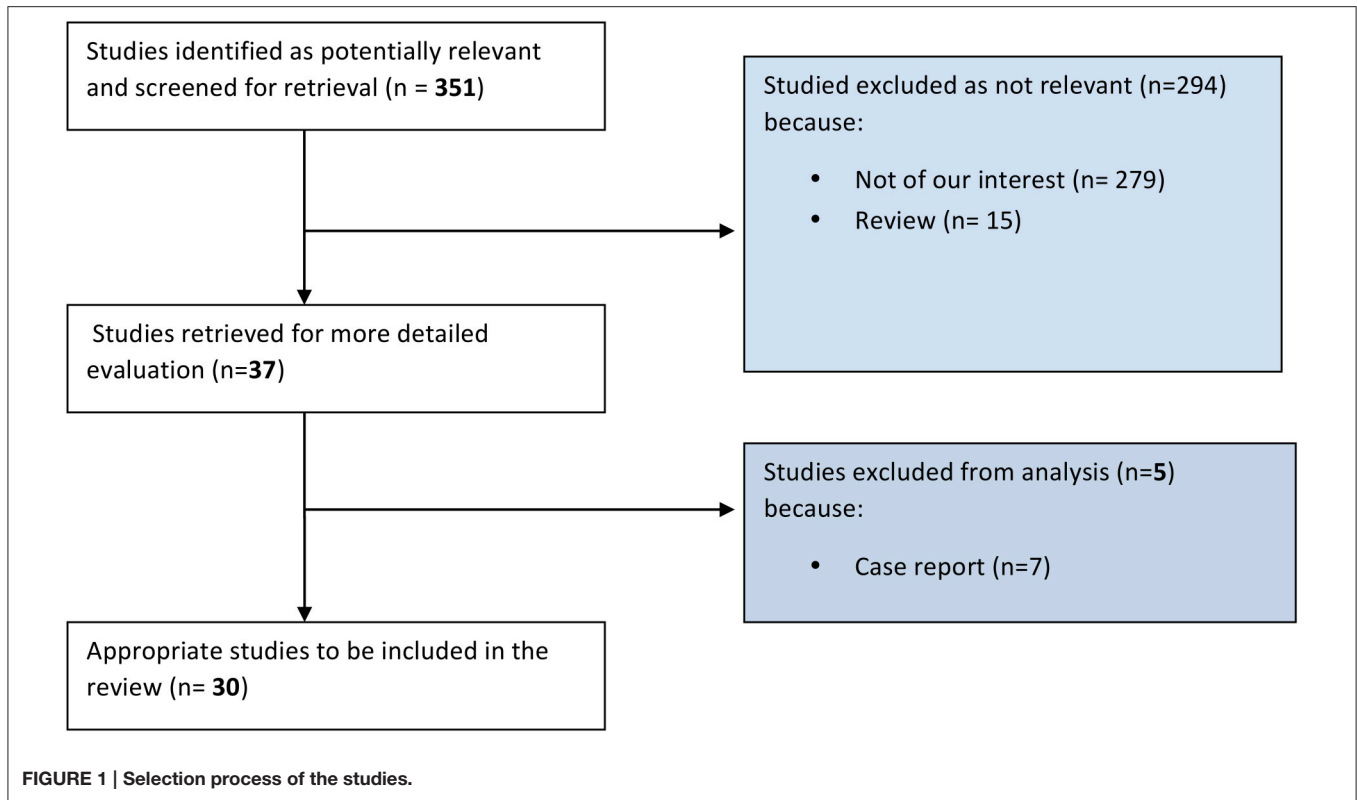 Studies identified as potentially relevant
and screened for retrieval (n = 351)
Studied excluded as not relevant (n=294)
because:
• Not of our interest (n= 279)
• Review (n= 15)
Studies retrieved for more detailed
evaluation (n=37)
Studies excluded from analysis (n=5)
because:
• Case report (n=7)
Appropriate studies to be included in the
review (n= 30)
FIGURE 1 | Selection process of the studies.